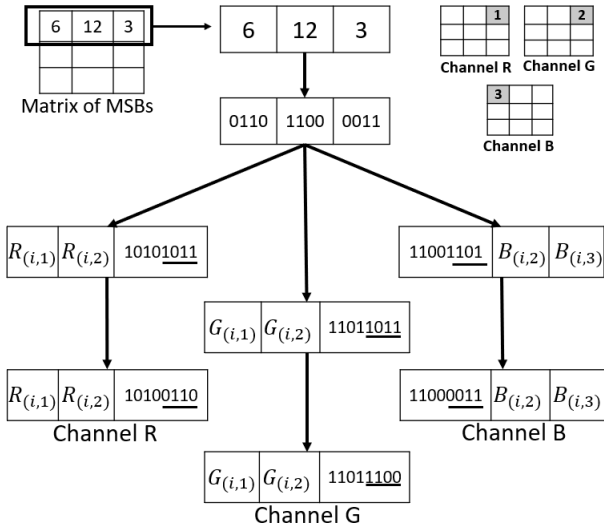 6 12 3
6 12 3
1
2
Channel R
Channel G
Matrix of MSBs
3
Channel B
0110 1100 0011
R(i,1) R(i,2) 10101011
11001101 B(i,2) B(i,3)
G(i,1) G(i,2) 11011011
R(i,1) R(i,2) 10100110
11000011 B(i,2) B(i,3)
Channel R
Channel B
G(i,1) G(i,2) 11011100
Channel G